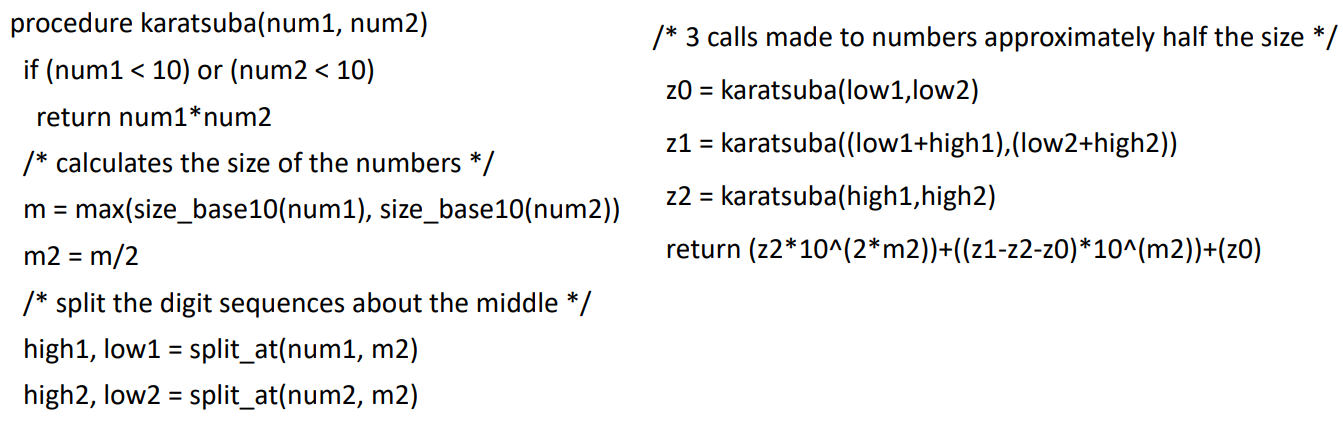 procedure karatsuba(num1, num2)
if (num1 < 10) or (num2 < 10)
return num1*num2
/* calculates the size of the numbers */
m = max(size_base10(num1), size_base10(num2))
m2 = m/2
/* split the digit sequences about the middle */
high1, low1 = split_at(num1, m2)
high2, low2 = split_at(num2, m2)
/* 3 calls made to numbers approximately half the size */
z0 = karatsuba(low1,low2)
z1 = karatsuba((low1+high1),(low2+high2))
z2 = karatsuba(high1,high2)
return (z2*10^(2*m2))+((z1-z2-z0)*10^(m2))+(z0)